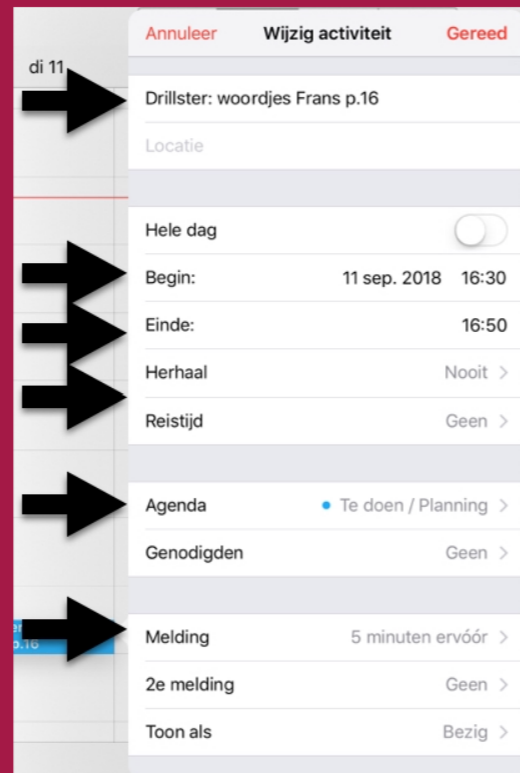 di 11
Annuleer Wijzig activiteit Gereed
Drillster: woordjes Frans p.16
Locatie
Hele dag
Begin: 11 sep. 2018 16:30
Einde: 16:50
Herhaal Nooit >
Reistijd Geen >
Agenda • Te doen / Planning >
Genodigden Geen >
Melding 5 minuten ervóór >
p.16
2e melding Geen >
Toon als Bezig >